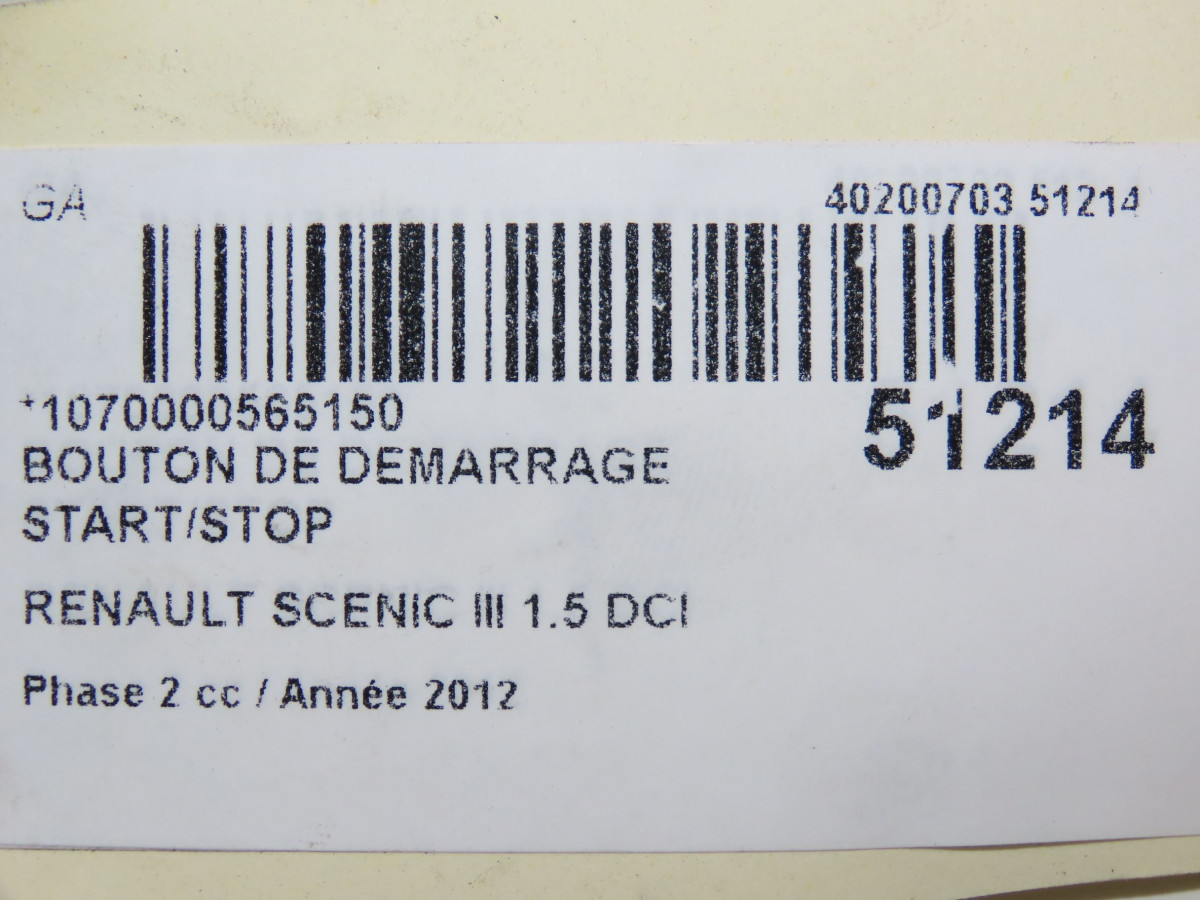 GA 40200703 51214
*1070000565150 51214
BOUTON DE DEMARRAGE
START/STOP
RENAULT SCENIC III 1.5 DCI
Phase 2 cc / Année 2012